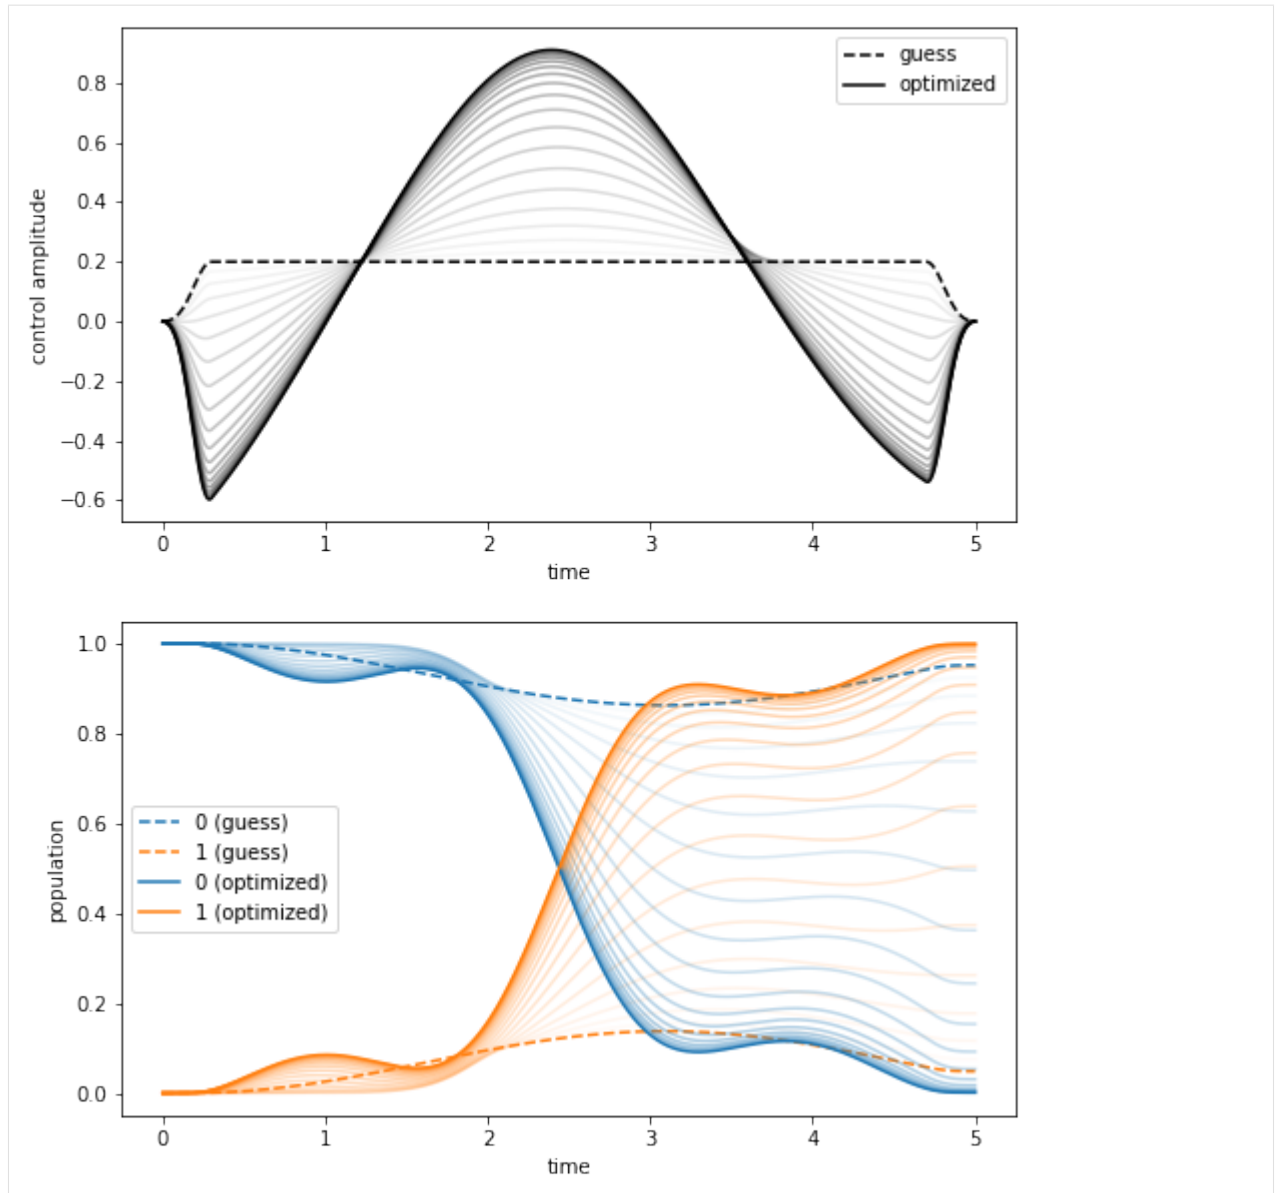 guess
optimized
0.8
0.6
0.4
0.2
0.0
−0.2
−0.4
−0.6
control amplitude
0 1 2 3 4 5
time
1.0
0.8
0.6
0.4
0.2
0.0
population
0 (guess)
1 (guess)
0 (optimized)
1 (optimized)
0 1 2 3 4 5
time